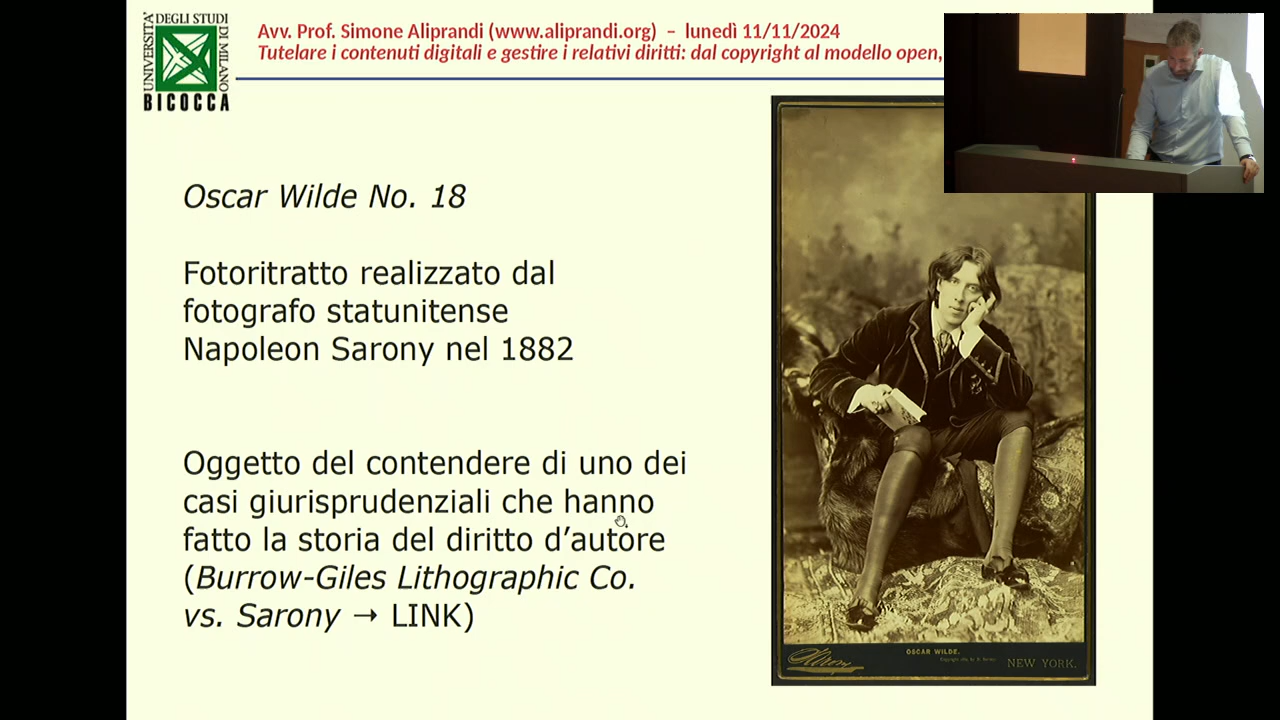 UNIVERSITÀ DEGLI STUDI DI MILANO
BICOCCA
Avv. Prof. Simone Aliprandi (www.aliprandi.org) – lunedì 11/11/2024
Tutelare i contenuti digitali e gestire i relativi diritti: dal copyright al modello open,
Oscar Wilde No. 18
Fotoritratto realizzato dal
fotografo statunitense
Napoleon Sarony nel 1882
Oggetto del contendere di uno dei
casi giurisprudenziali che hanno
fatto la storia del diritto d’autore
(Burrow-Giles Lithographic Co.
vs. Sarony → LINK)
OSCAR WILDE.
Sarony
NEW YORK.